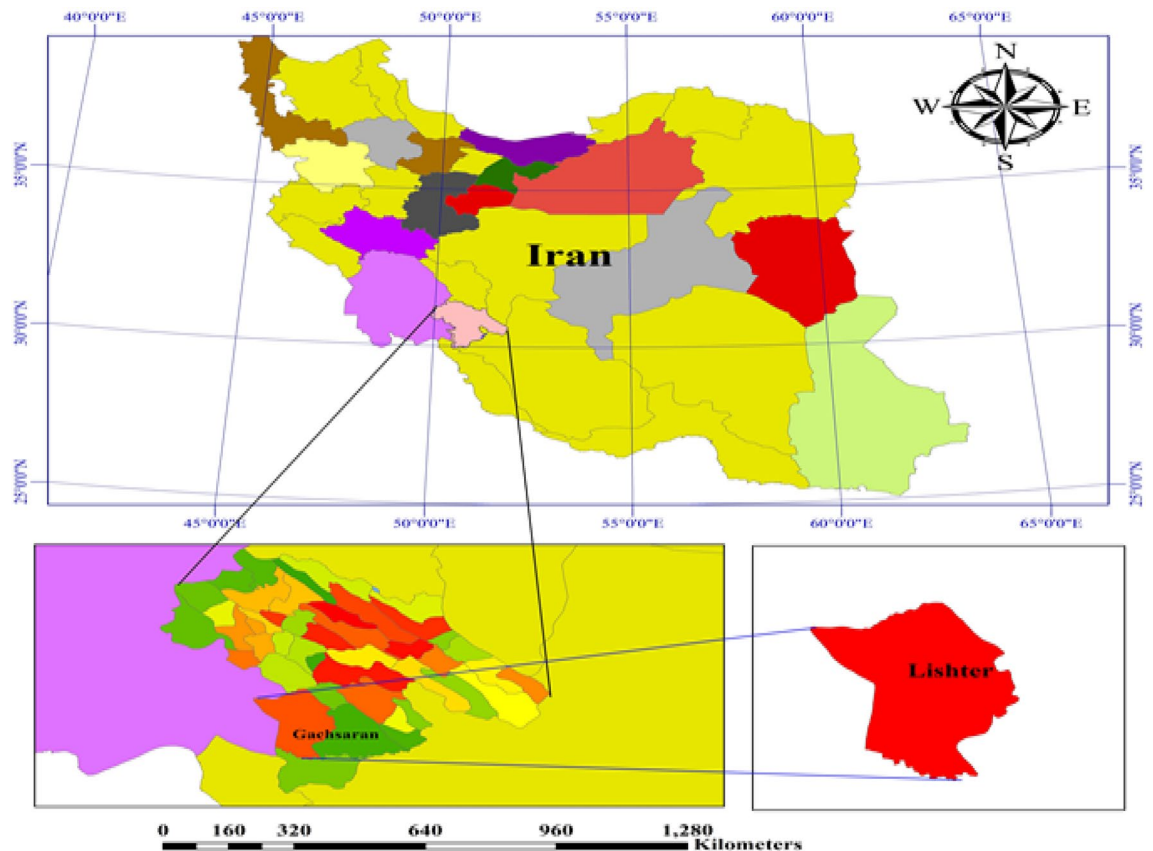 40°0'0"E 45°0'0"E 50°0'0"E 55°0'0"E 60°0'0"E 65°0'0"E
N
W E
S
35°0'0"N 35°0'0"N
Iran
30°0'0"N 30°0'0"N
25°0'0"N 25°0'0"N
45°0'0"E 50°0'0"E 55°0'0"E 60°0'0"E 65°0'0"E
Lishter
Gachsaran
0 160 320 640 960 1,280
Kilometers